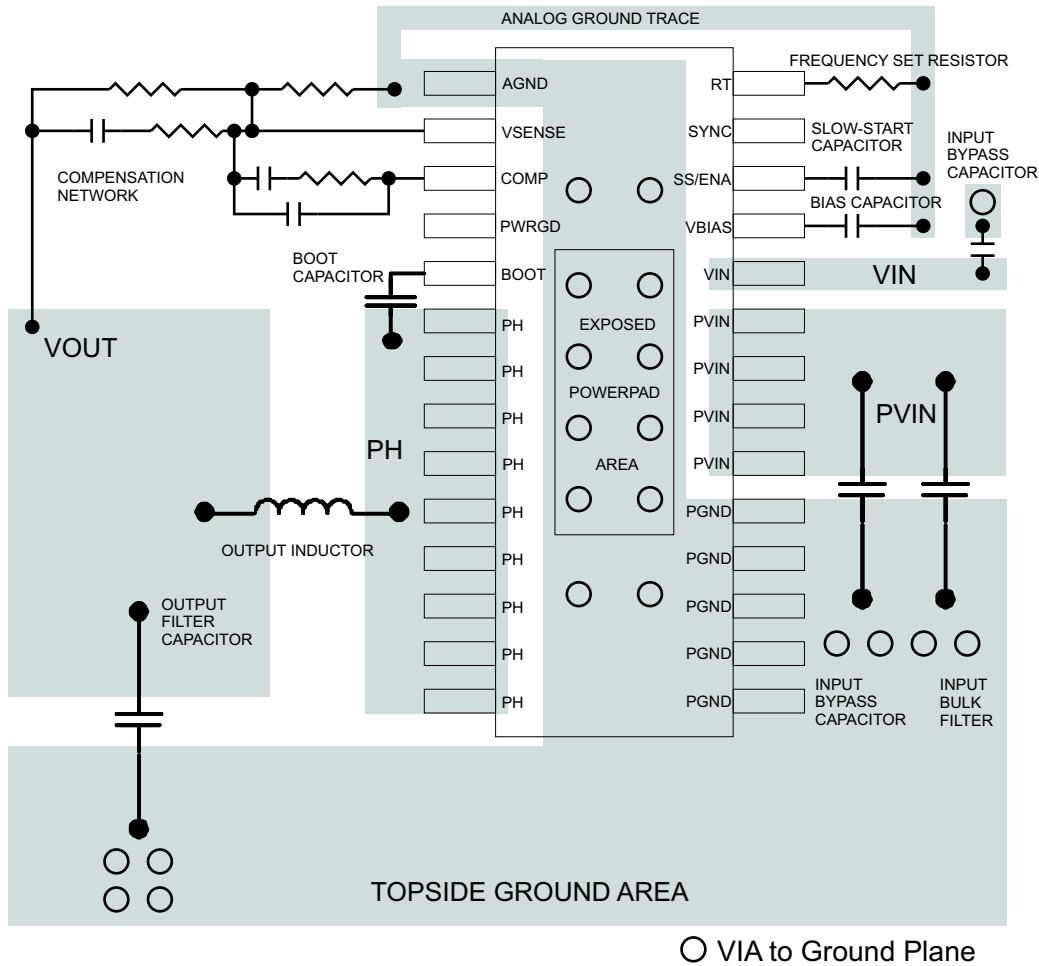 ANALOG GROUND TRACE
AGND
RT
FREQUENCY SET RESISTOR
VSENSE
SYNC
SLOW-START
CAPACITOR
INPUT
BYPASS
CAPACITOR
COMPENSATION
NETWORK
COMP
SS/ENA
BIAS CAPACITOR
PWRGD
VBIAS
BOOT
CAPACITOR
BOOT
VIN
VIN
PH
EXPOSED
PVIN
VOUT
PH
POWERPAD
PVIN
PH
PVIN
PVIN
PH
PH
AREA
PVIN
PH
PGND
OUTPUT INDUCTOR
PH
PGND
OUTPUT
FILTER
CAPACITOR
PH
PGND
PH
PGND
PH
PGND
INPUT
BYPASS
CAPACITOR
INPUT
BULK
FILTER
TOPSIDE GROUND AREA
VIA to Ground Plane